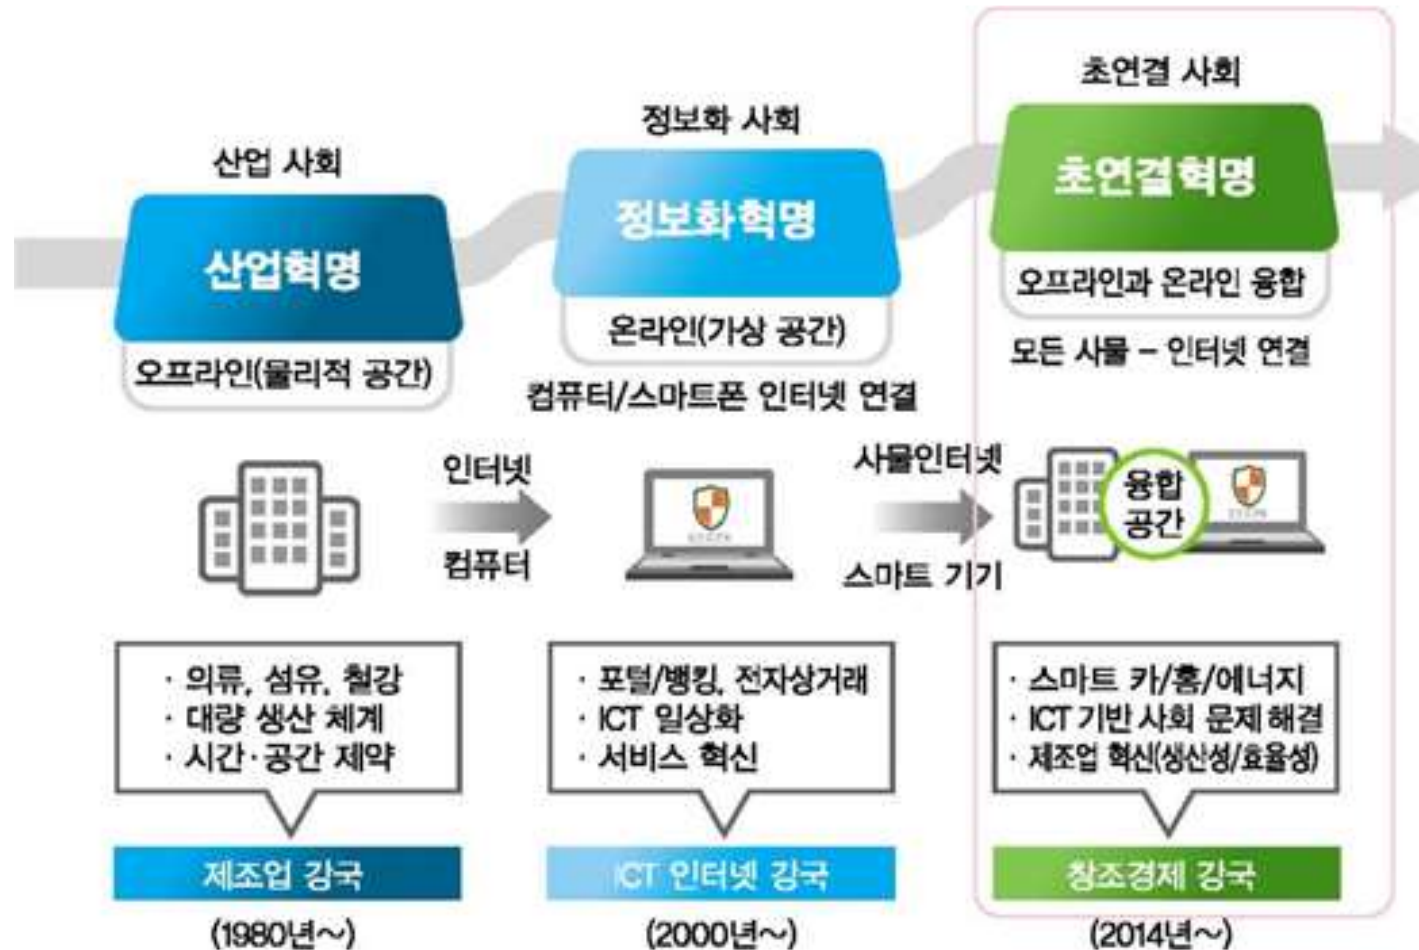 산업 사회
산업혁명
오프라인(물리적 공간)
정보화 사회
정보화혁명
온라인(가상 공간)
컴퓨터/스마트폰 인터넷 연결
초연결 사회
초연결혁명
오프라인과 온라인 융합
모든 사물 – 인터넷 연결
인터넷
컴퓨터
사물인터넷
스마트 기기
융합
공간
· 의류, 섬유, 철강
· 대량 생산 체계
· 시간·공간 제약
제조업 강국
(1980년~)
· 포털/뱅킹, 전자상거래
· ICT 일상화
· 서비스 혁신
ICT 인터넷 강국
(2000년~)
· 스마트 카/홈/에너지
· ICT 기반 사회 문제 해결
· 제조업 혁신(생산성/효율성)
창조경제 강국
(2014년~)